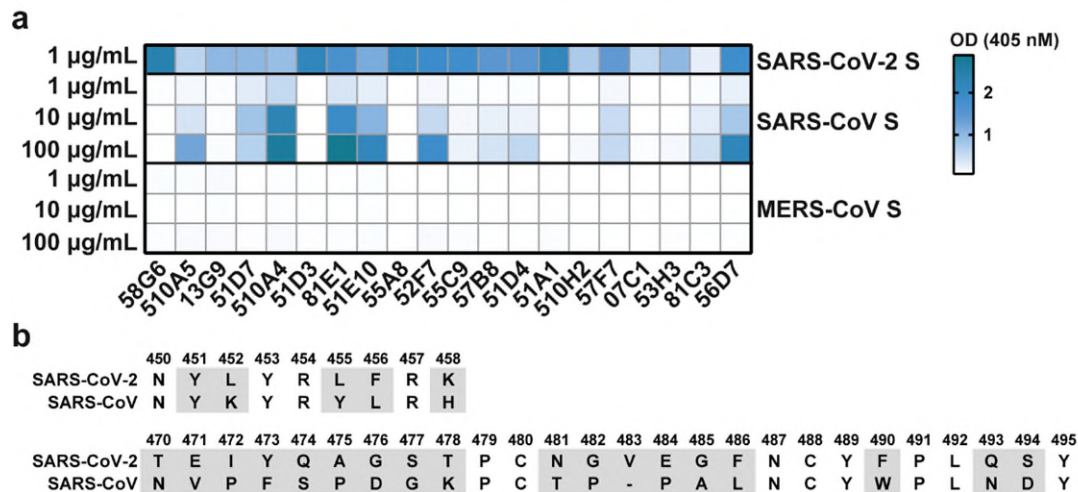 a
OD (405 nM)
1 µg/mL SARS-CoV-2 S
1 µg/mL
10 µg/mL SARS-CoV S
100 µg/mL
1 µg/mL
10 µg/mL MERS-CoV S
100 µg/mL
2
1
58G6 510A5 13G9 51D7 510A4 51D3 81E1 51E10 55A8 52F7 55C9 57B8 51D4 51A1 510H2 57F7 07C1 53H3 81C3 56D7
b
450 451 452 453 454 455 456 457 458
SARS-CoV-2 N Y L Y R L F R K
SARS-CoV N Y K Y R Y L R H
470 471 472 473 474 475 476 477 478 479 480 481 482 483 484 485 486 487 488 489 490 491 492 493 494 495
SARS-CoV-2 T E I Y Q A G S T P C N G V E G F N C Y F P L Q S Y
SARS-CoV N V P F S P D G K P C T P - P A L N C Y W P L N D Y